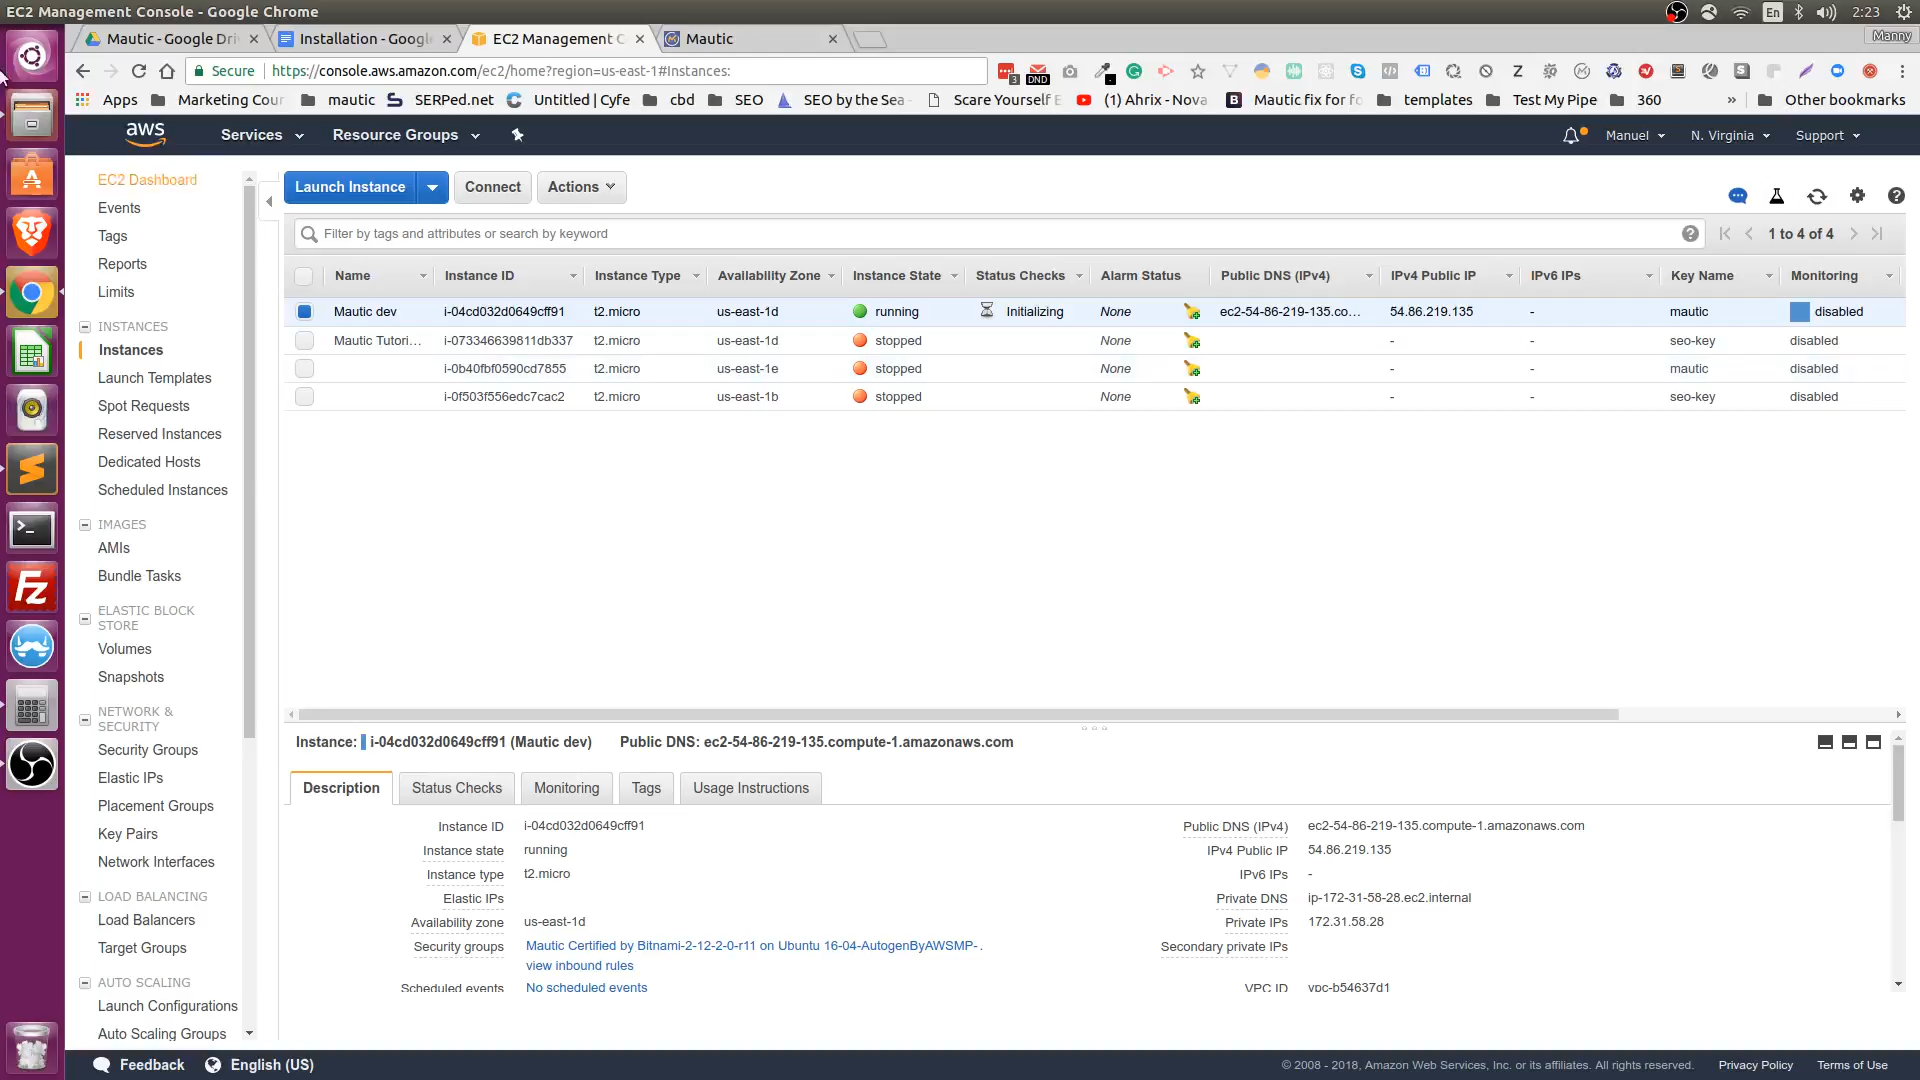 EC2 Management Console - Google Chrome
En
2:23
Mautic - Google Dri
Installation - Googl
EC2 Management C
Mautic
Manny
Secure
https://console.aws.amazon.com/ec2/home?region=us-east-1#Instances:
3
DND
Apps
Marketing Cour
mautic
SERPed.net
Untitled | Cyfe
cbd
SEO
SEO by the Sea
Scare Yourself E
(1) Ahrix - Nova
Mautic fix for fo
templates
Test My Pipe
360
»
Other bookmarks
aws
Services
Resource Groups
Manuel
N. Virginia
Support
EC2 Dashboard
Events
Tags
Reports
Limits
INSTANCES
Instances
Launch Templates
Spot Requests
Reserved Instances
Dedicated Hosts
Scheduled Instances
IMAGES
AMIs
Bundle Tasks
ELASTIC BLOCK
STORE
Volumes
Snapshots
NETWORK &
SECURITY
Security Groups
Elastic IPs
Placement Groups
Key Pairs
Network Interfaces
LOAD BALANCING
Load Balancers
Target Groups
AUTO SCALING
Launch Configurations
Auto Scaling Groups
Launch Instance
Connect
Actions
Filter by tags and attributes or search by keyword
1 to 4 of 4
Name Instance ID Instance Type Availability Zone Instance State Status Checks Alarm Status Public DNS (IPv4) IPv4 Public IP IPv6 IPs Key Name Monitoring
Mautic dev i-04cd032d0649cff91 t2.micro us-east-1d running Initializing None ec2-54-86-219-135.co... 54.86.219.135 - mautic disabled
Mautic Tutori... i-073346639811db337 t2.micro us-east-1d stopped None - - seo-key disabled
i-0b40fbf0590cd7855 t2.micro us-east-1e stopped None - - mautic disabled
i-0f503f556edc7cac2 t2.micro us-east-1b stopped None - - seo-key disabled
Instance: i-04cd032d0649cff91 (Mautic dev) Public DNS: ec2-54-86-219-135.compute-1.amazonaws.com
Description
Status Checks
Monitoring
Tags
Usage Instructions
Instance ID i-04cd032d0649cff91
Instance state running
Instance type t2.micro
Elastic IPs
Availability zone us-east-1d
Security groups Mautic Certified by Bitnami-2-12-2-0-r11 on Ubuntu 16-04-AutogenByAWSMP- .
view inbound rules
Scheduled events No scheduled events
Public DNS (IPv4) ec2-54-86-219-135.compute-1.amazonaws.com
IPv4 Public IP 54.86.219.135
IPv6 IPs -
Private DNS ip-172-31-58-28.ec2.internal
Private IPs 172.31.58.28
Secondary private IPs
VPC ID vpc-b54637d1
Feedback
English (US)
© 2008 - 2018, Amazon Web Services, Inc. or its affiliates. All rights reserved.
Privacy Policy
Terms of Use